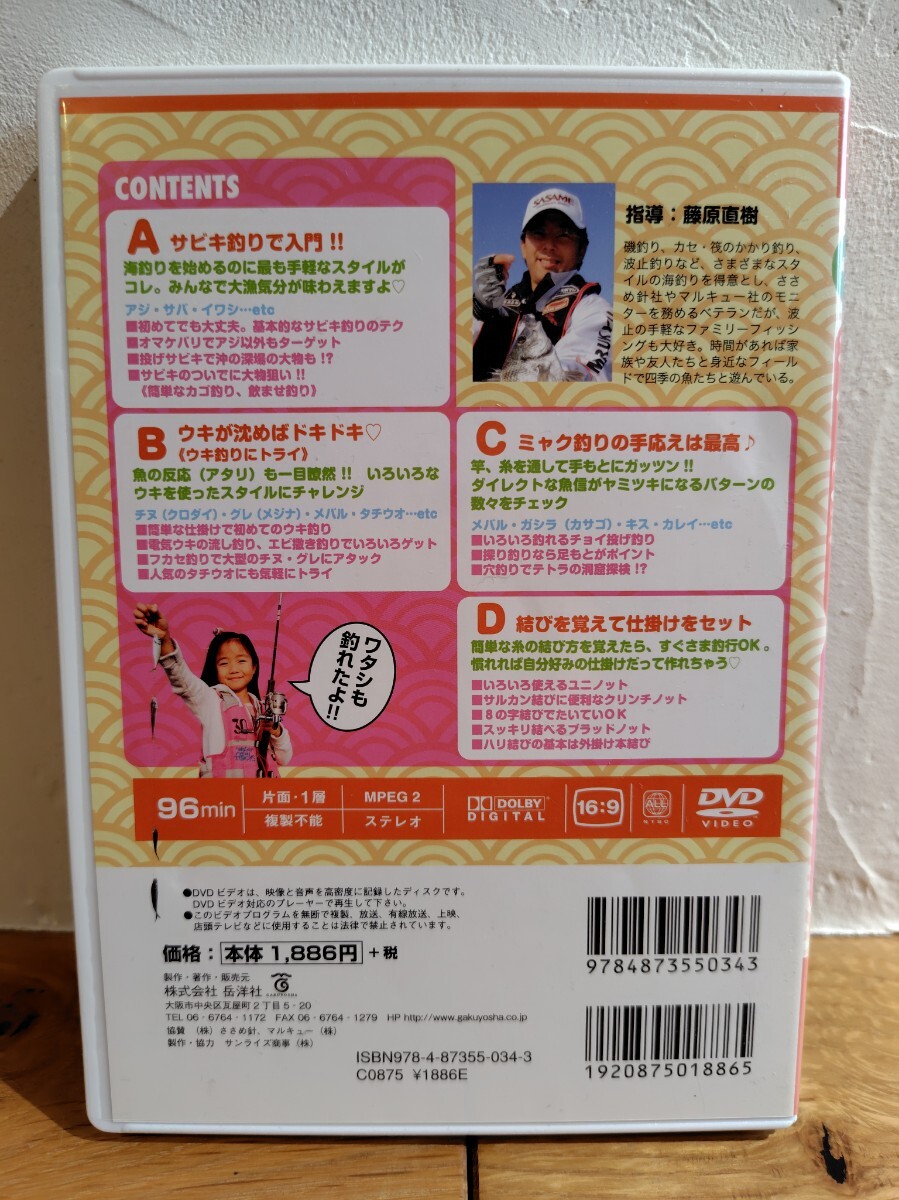 CONTENTS
A サビキ釣りで入門!!
海釣りを始めるのに最も手軽なスタイルが
コレ。みんなで大漁気分が味わえますよ♡
アジ・サバ・イワシ…etc
■初めてでも大丈夫。基本的なサビキ釣りのテク
■オマケバリでアジ以外もターゲット
■投げサビキで沖の深場の大物も!?
■サビキのついでに大物狙い!!
《簡単なカゴ釣り、飲ませ釣り》
SASAME
MARUKYU
指導:藤原直樹
磯釣り、カセ・筏のかかり釣り、
波止釣りなど、さまざまなスタ
イルの海釣りを得意とし、ささ
め針社やマルキュー社のモニ
ターを務めるベテランだが、波
止の手軽なファミリーフィッシ
ングも大好き。時間があれば家
族や友人たちと身近なフィール
ドで四季の魚たちと遊んでいる。
B ウキが沈めばドキドキ♡
《ウキ釣りにトライ》
魚の反応(アタリ)も一目瞭然!! いろいろな
ウキを使ったスタイルにチャレンジ
チヌ(クロダイ)・グレ(メジナ)・メバル・タチウオ…etc
■簡単な仕掛けで初めてのウキ釣り
■電気ウキの流し釣り、エビ撒き釣りでいろいろゲット
■フカセ釣りで大型のチヌ・グレにアタック
■人気のタチウオにも気軽にトライ
C ミャク釣りの手応えは最高♪
竿、糸を通して手もとにガッツン!!
ダイレクトな魚信がヤミツキになるパターンの
数々をチェック
メバル・ガシラ(カサゴ)・キス・カレイ…etc
■いろいろ釣れるチョイ投げ釣り
■探り釣りなら足もとがポイント
■穴釣りでテトラの洞窟探検!?
D 結びを覚えて仕掛けをセット
簡単な糸の結び方を覚えたら、すぐさま釣行OK。
慣れれば自分好みの仕掛けだって作れちゃう♡
■いろいろ使えるユニノット
■サルカン結びに便利なクリンチノット
■8の字結びでたいていOK
■スッキリ結べるブラッドノット
■ハリ結びの基本は外掛け本結び
ワタシも
釣れたよ!!
96min
片面・1層
複製不能
MPEG 2
ステレオ
DOLBY
DIGITAL
16:9
ALL
NTSC
DVD
VIDEO
●DVDビデオは、映像と音声を高密度に記録したディスクです。
DVDビデオ対応のプレーヤーで再生して下さい。
●このビデオプログラムを無断で複製、放送、有線放送、上映、
店頭テレビなどに使用することは法律で禁止されています。
価格:本体 1,886円+税
製作・著作・販売元
株式会社 岳洋社
GAKUYOSHA
大阪市中央区瓦屋町2丁目5-20
TEL 06-6764-1172 FAX 06-6764-1279 HP http://www.gakuyosha.co.jp
協賛 (株)ささめ針、マルキュー(株)
製作・協力 サンライズ商事(株)
9784873550343
ISBN978-4-87355-034-3
C0875 ¥1886E
1920875018865